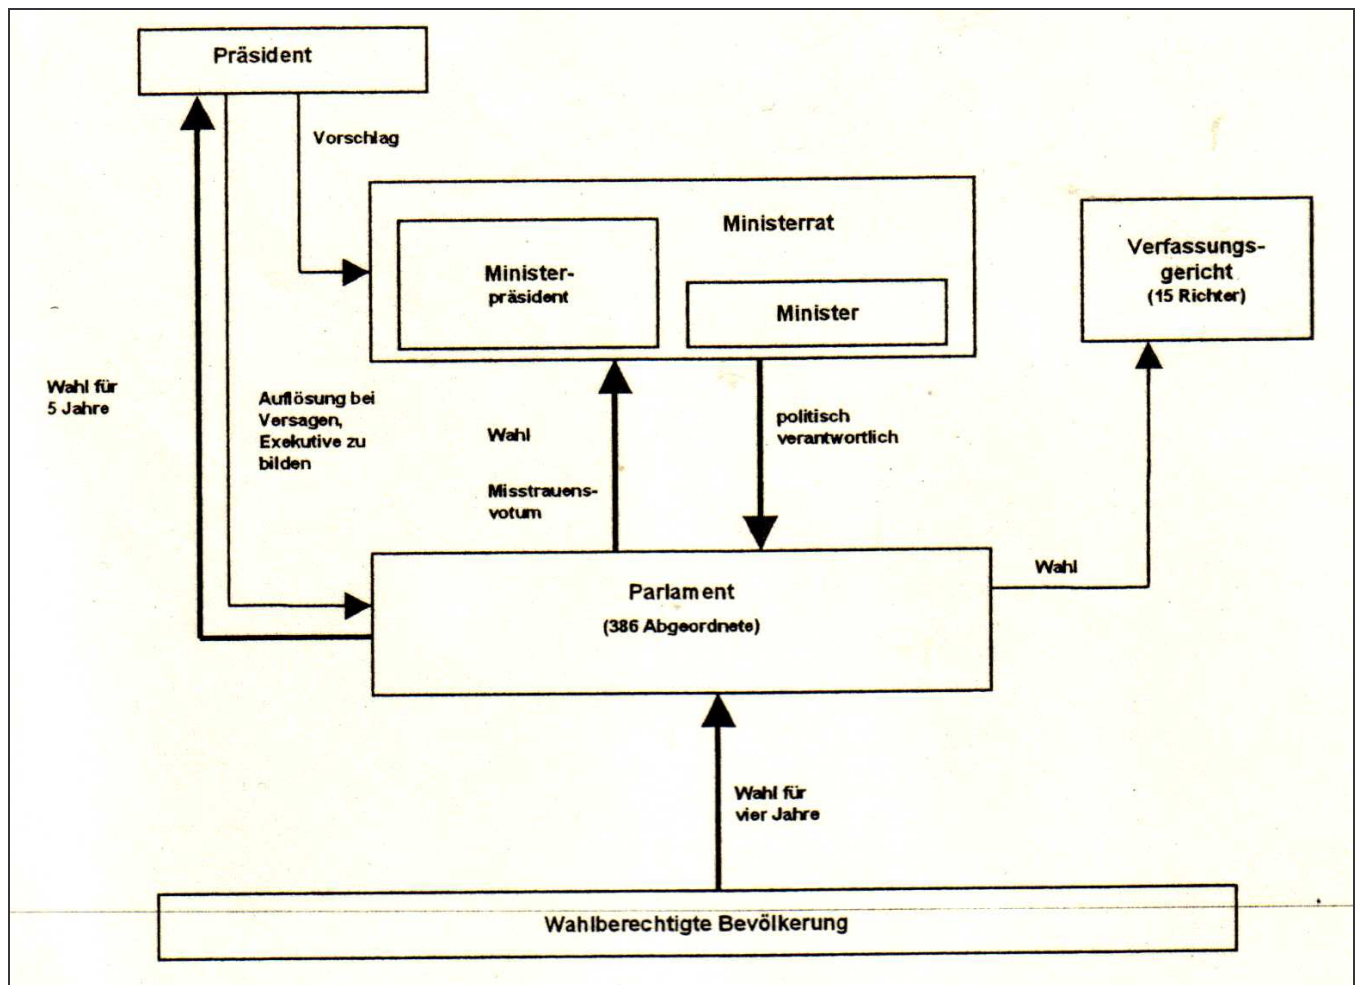 Präsident
Vorschlag
Ministerrat
Minister-
präsident
Minister
Verfassungs-
gericht
(15 Richter)
Wahl für
5 Jahre
Auflösung bei
Versagen,
Exekutive zu
bilden
Wahl
Misstrauens-
votum
politisch
verantwortlich
Wahl
Parlament
(386 Abgeordnete)
Wahl für
vier Jahre
Wahlberechtigte Bevölkerung